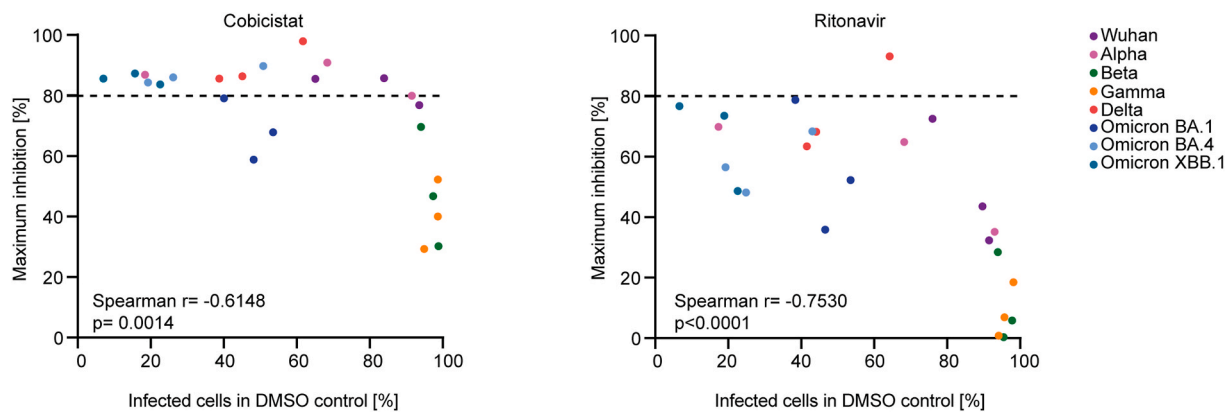 Cobicistat
100
80
60
40
20
0
Maximum inhibition [%]
Spearman r= -0.6148
p= 0.0014
0 20 40 60 80 100
Infected cells in DMSO control [%]
Ritonavir
100
80
60
40
20
0
Maximum inhibition [%]
Spearman r= -0.7530
p<0.0001
0 20 40 60 80 100
Infected cells in DMSO control [%]
Wuhan
Alpha
Beta
Gamma
Delta
Omicron BA.1
Omicron BA.4
Omicron XBB.1